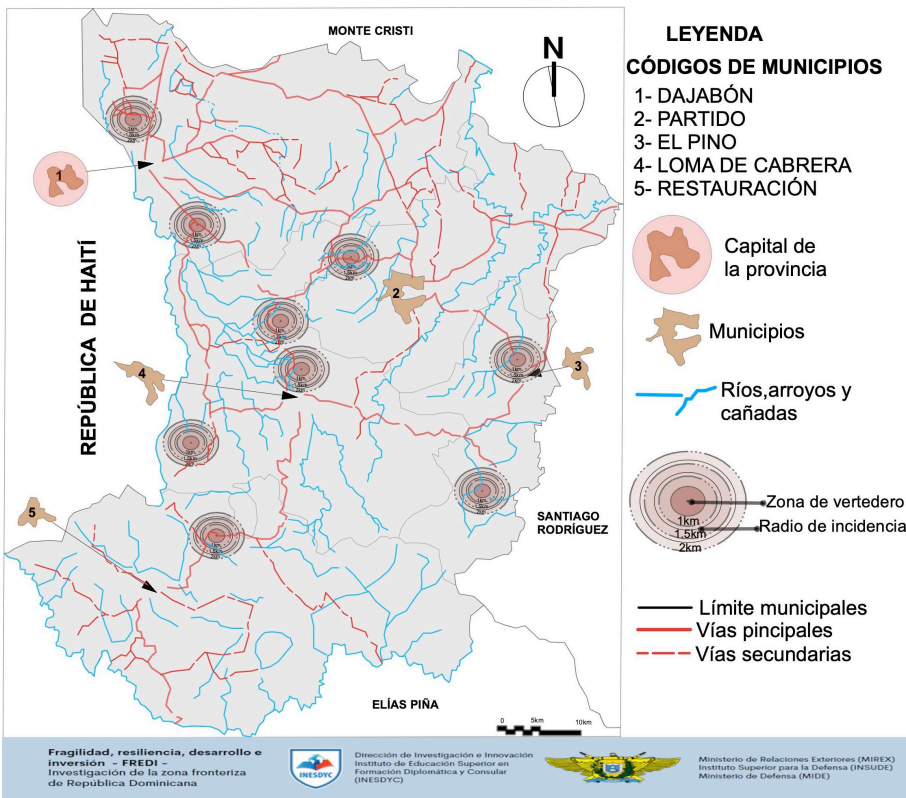 MONTE CRISTI
N
REPÚBLICA DE HAITÍ
1
2
3
4
5
SANTIAGO
RODRÍGUEZ
ELÍAS PIÑA
0 5km 10km
LEYENDA
CÓDIGOS DE MUNICIPIOS
1- DAJABÓN
2- PARTIDO
3- EL PINO
4- LOMA DE CABRERA
5- RESTAURACIÓN
Capital de
la provincia
Municipios
Ríos,arroyos y
cañadas
Zona de vertedero
Radio de incidencia
1km
1.5km
2km
Límite municipales
Vías pincipales
Vías secundarias
Fragilidad, resiliencia, desarrollo e
inversión - FREDI -
Investigación de la zona fronteriza
de República Dominicana
INESDYC
Dirección de Investigación e Innovación
Instituto de Educación Superior en
Formación Diplomática y Consular
(INESDYC)
Ministerio de Relaciones Exteriores (MIREX)
Instituto Superior para la Defensa (INSUDE)
Ministerio de Defensa (MIDE)